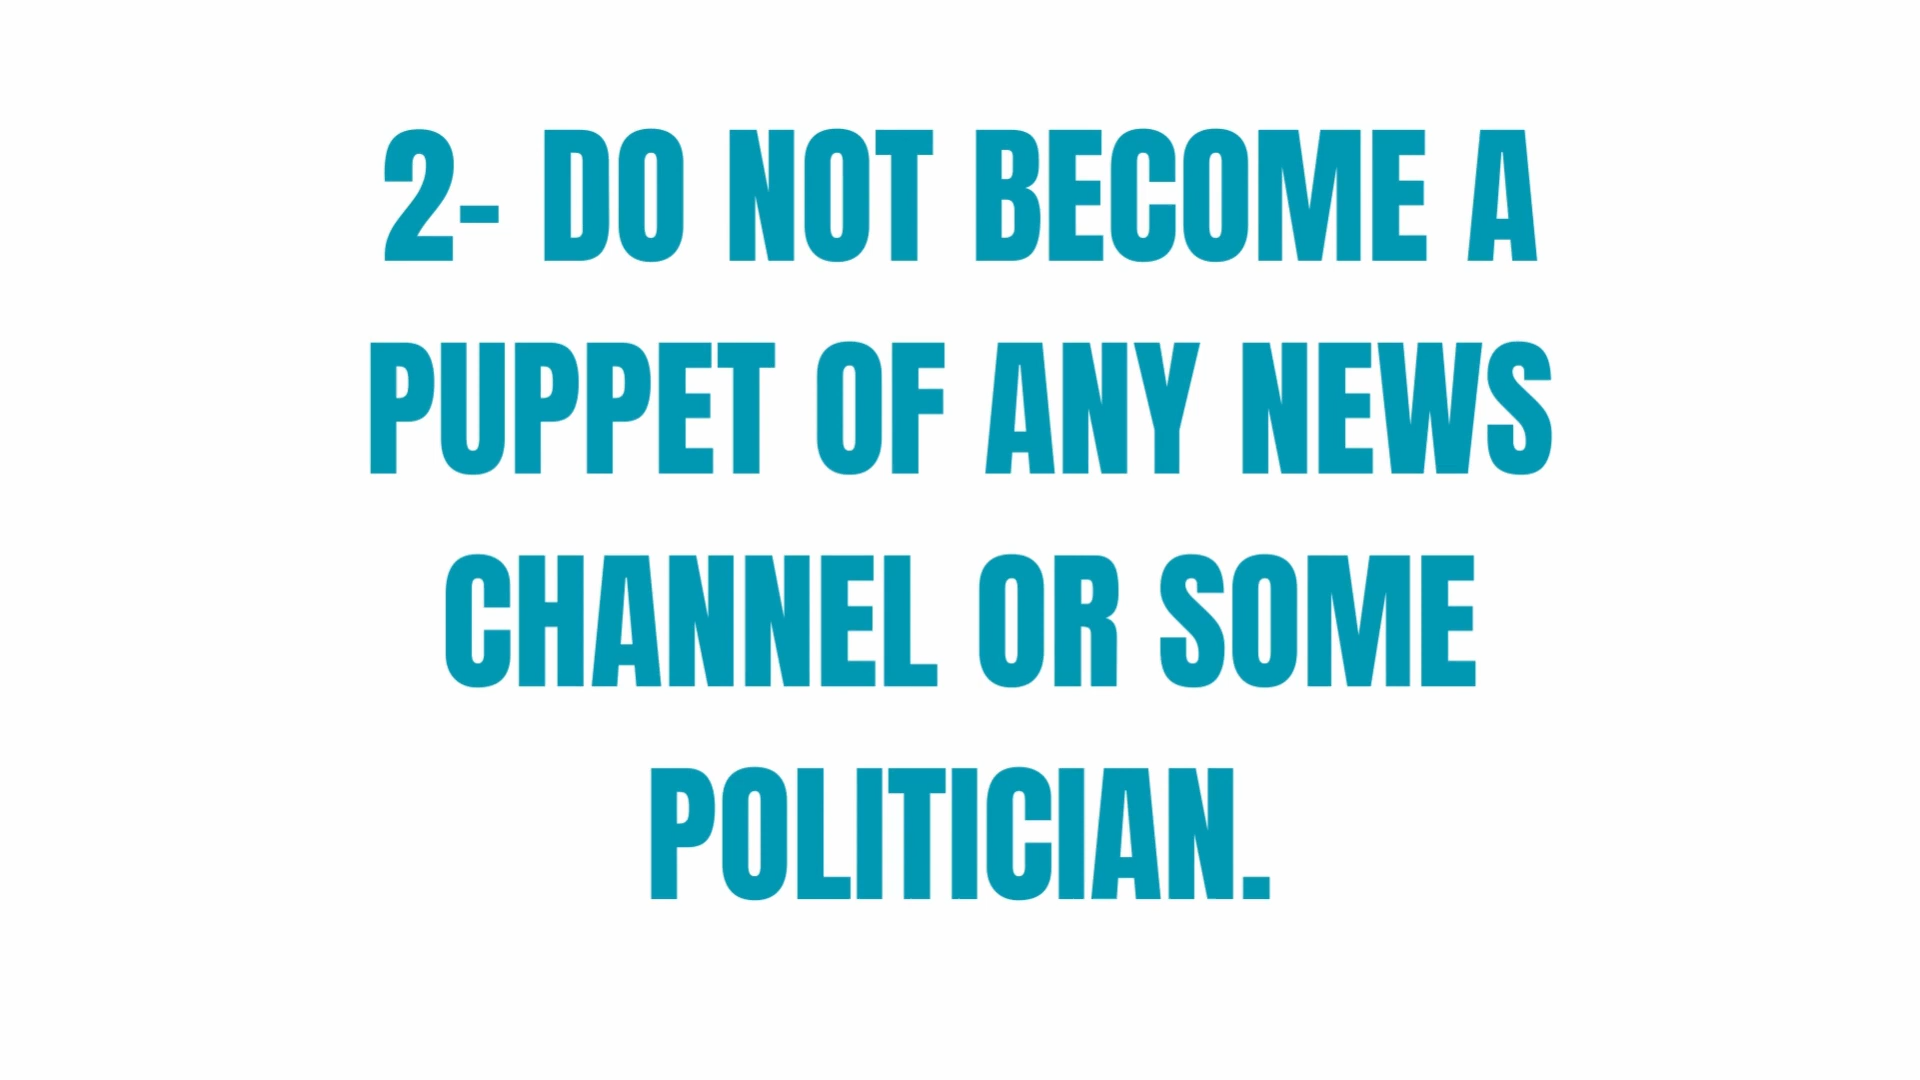 2- DO NOT BECOME A
PUPPET OF ANY NEWS
CHANNEL OR SOME
POLITICIAN.